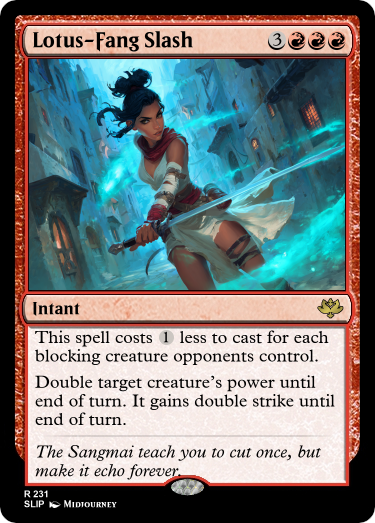 Lotus-Fang Slash 3
Intant
This spell costs 1 less to cast for each
blocking creature opponents control.
Double target creature's power until
end of turn. It gains double strike until
end of turn.
The Sangmai teach you to cut once, but
make it echo forever.
R 231
SLIP Midjourney